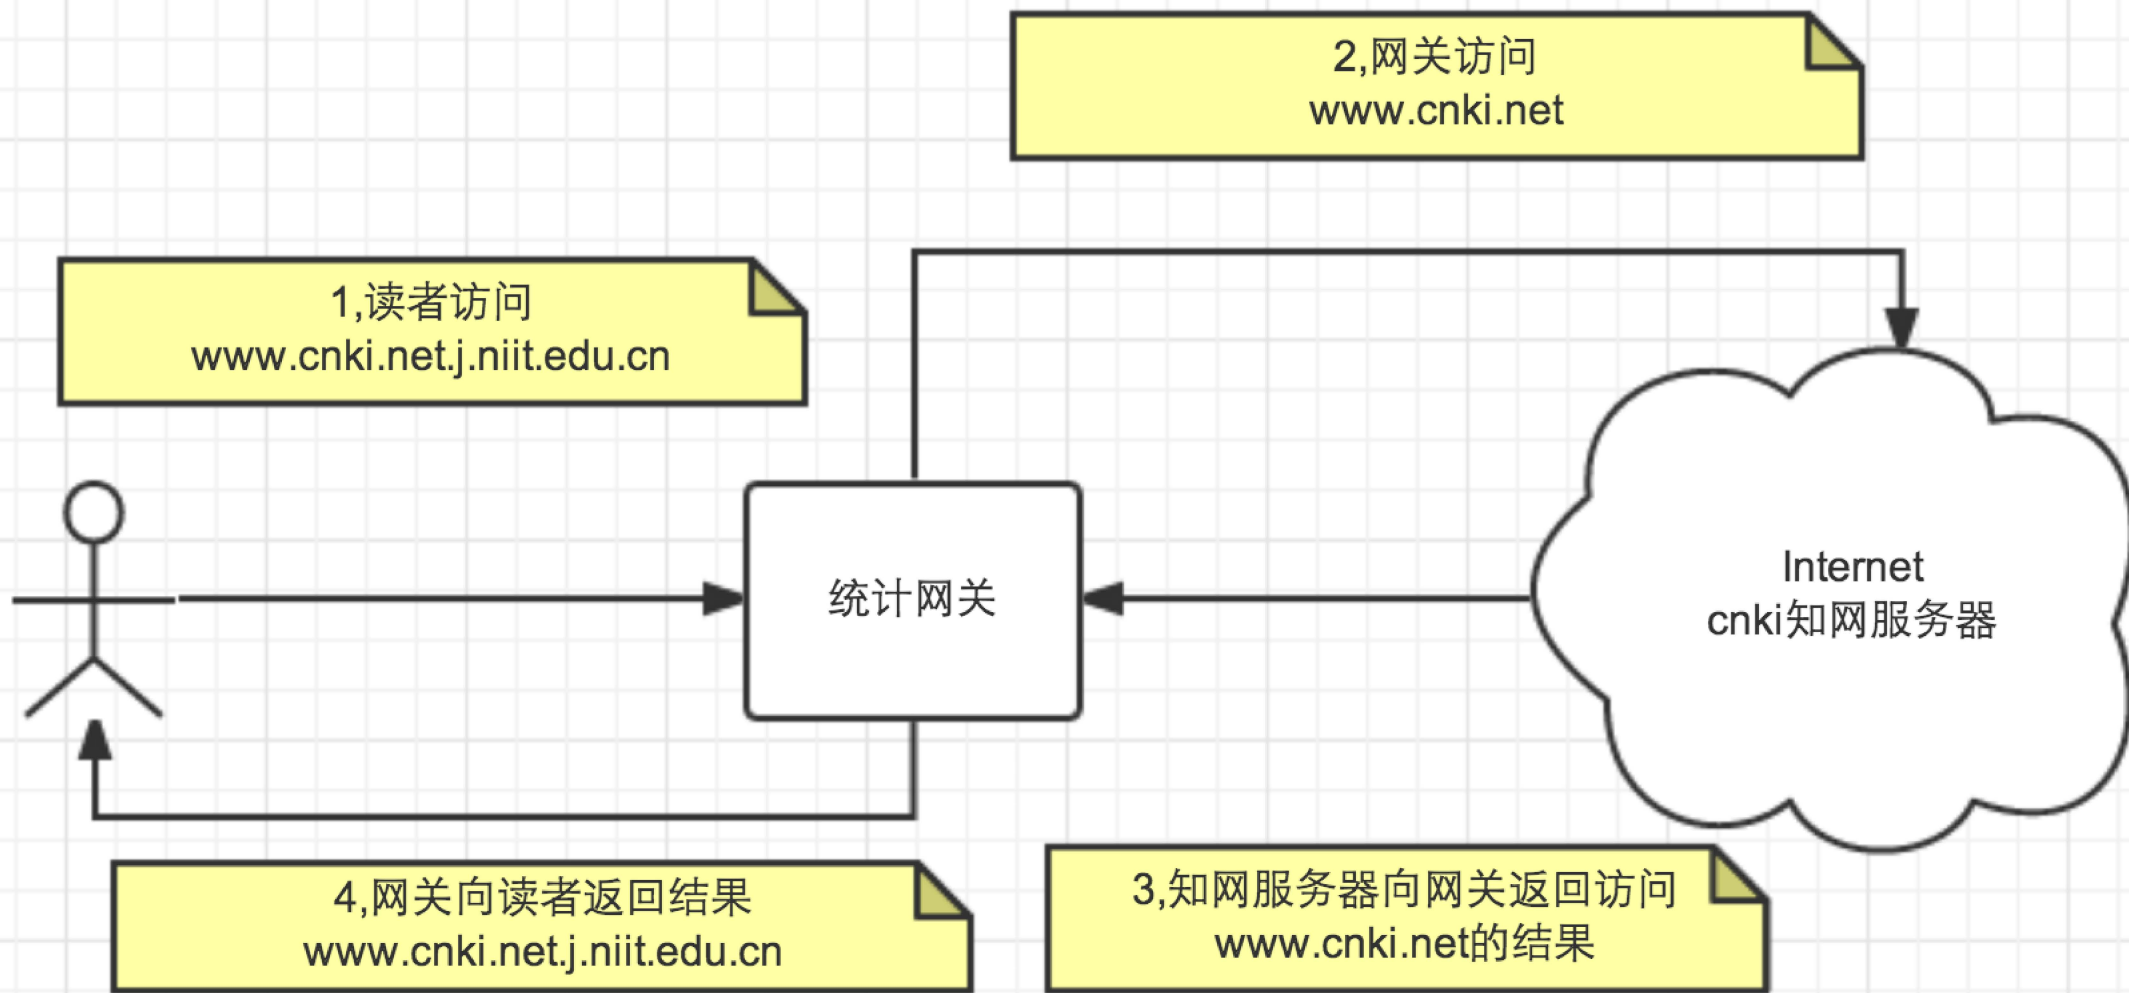 2,网关访问
www.cnki.net
1,读者访问
www.cnki.net.j.niit.edu.cn
统计网关
Internet
cnki知网服务器
4,网关向读者返回结果
www.cnki.net.j.niit.edu.cn
3,知网服务器向网关返回访问
www.cnki.net的结果